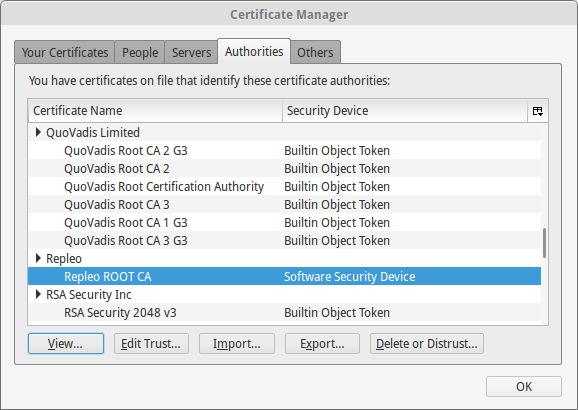 Certificate Manager
Your Certificates People Servers Authorities Others
You have certificates on file that identify these certificate authorities:
Certificate Name Security Device
QuoVadis Limited
QuoVadis Root CA 2 G3 Builtin Object Token
QuoVadis Root CA 2 Builtin Object Token
QuoVadis Root Certification Authority Builtin Object Token
QuoVadis Root CA 3 Builtin Object Token
QuoVadis Root CA 1 G3 Builtin Object Token
QuoVadis Root CA 3 G3 Builtin Object Token
Repleo
Repleo ROOT CA Software Security Device
RSA Security Inc
RSA Security 2048 v3 Builtin Object Token
View... Edit Trust... Import... Export... Delete or Distrust...
OK